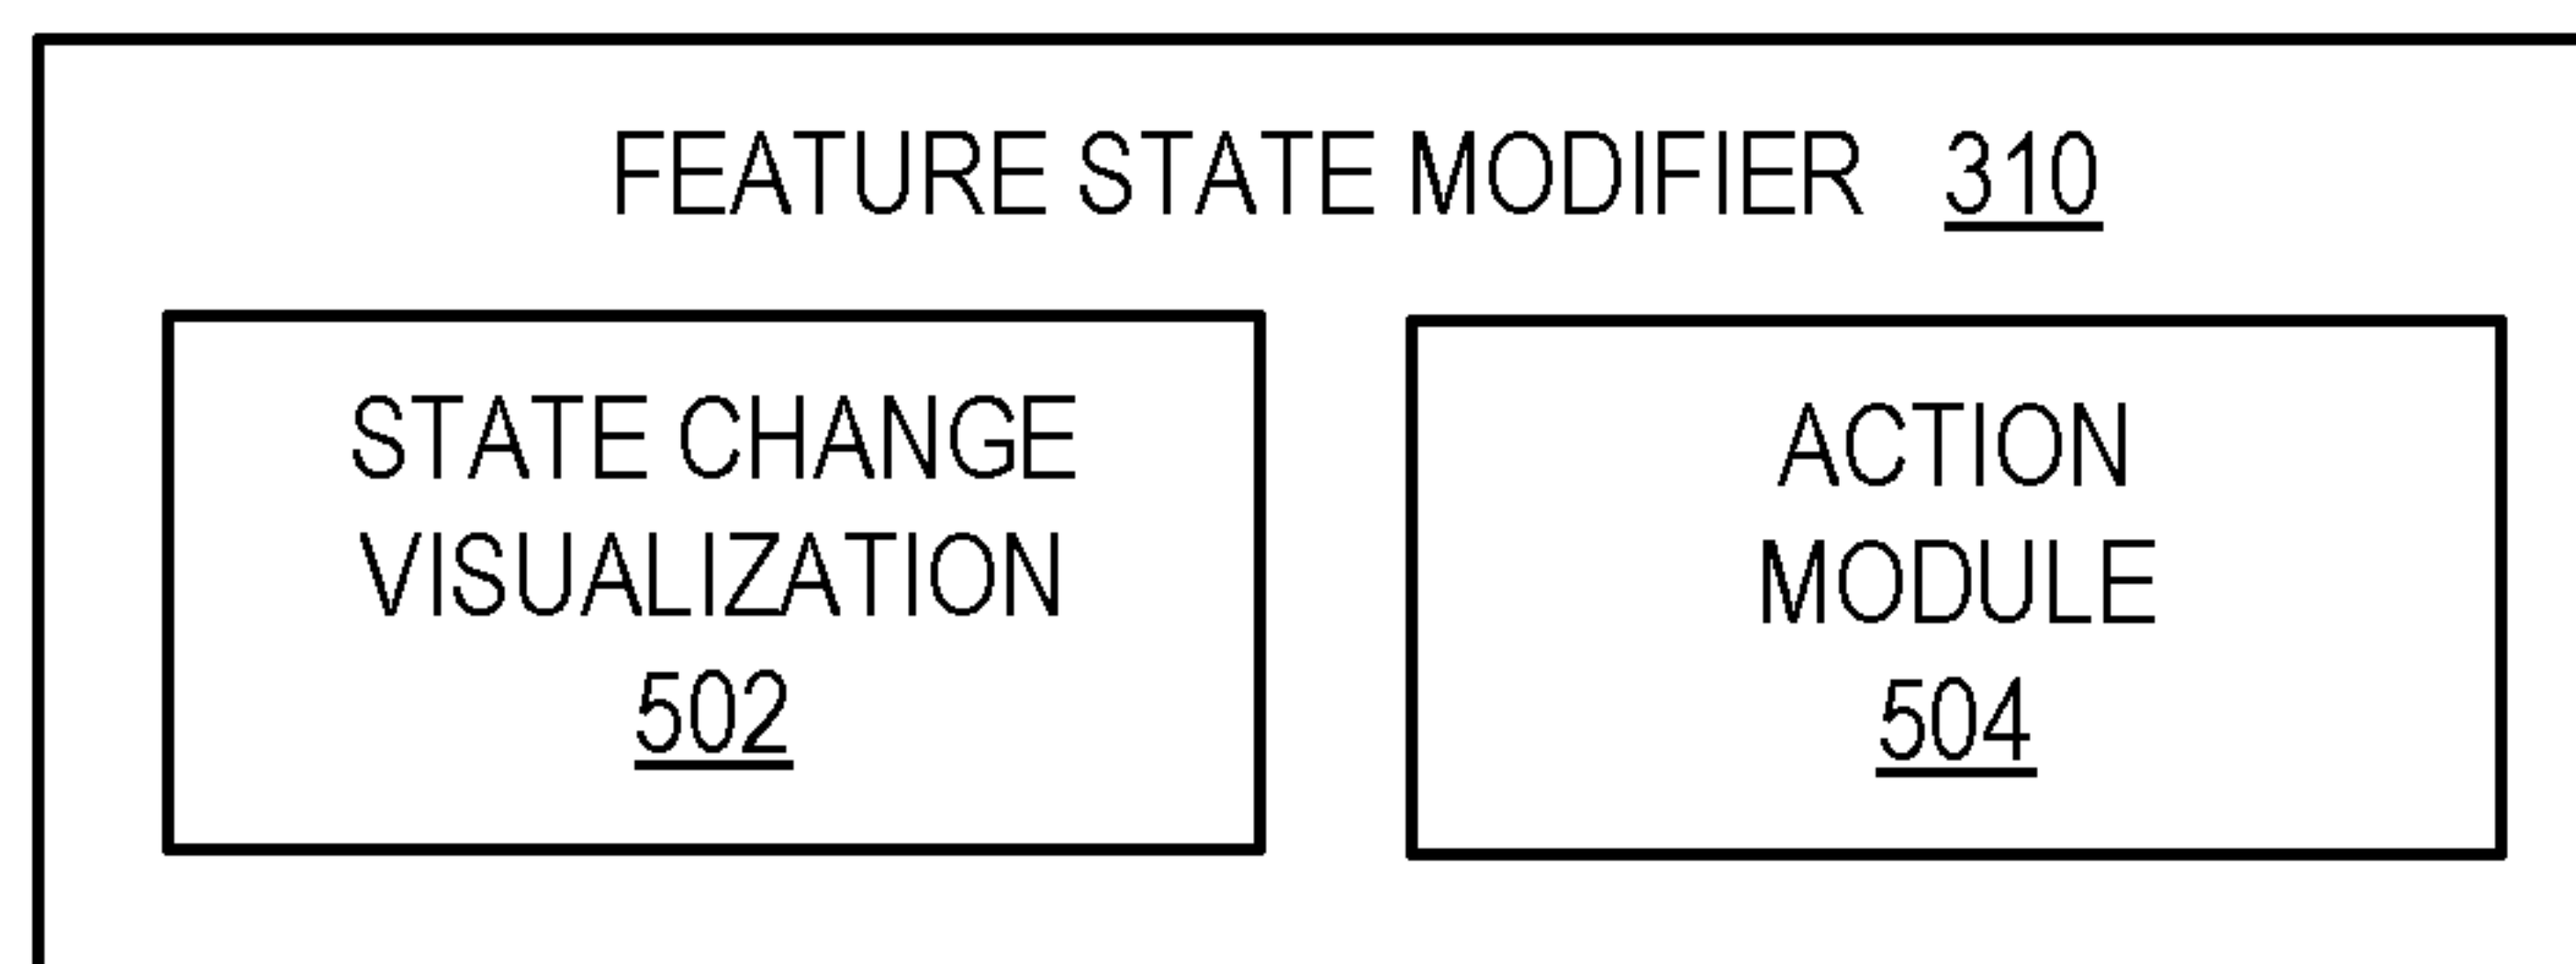 FEATURE STATE MODIFIER 310
STATE CHANGE
VISUALIZATION
502
ACTION
MODULE
504